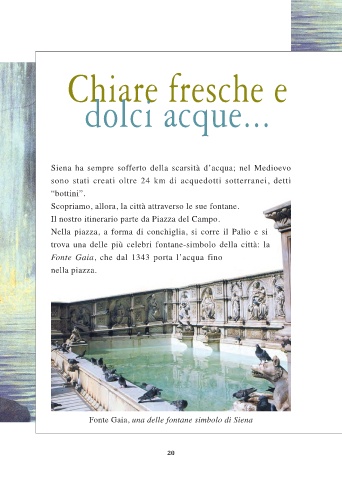 Chiare fresche e
dolci acque...
Siena ha sempre sofferto della scarsità d'acqua; nel Medioevo
sono stati creati oltre 24 km di acquedotti sotterranei, detti
"bottini".
Scopriamo, allora, la città attraverso le sue fontane.
Il nostro itinerario parte da Piazza del Campo.
Nella piazza, a forma di conchiglia, si corre il Palio e si
trova una delle più celebri fontane-simbolo della città: la
Fonte Gaia, che dal 1343 porta l'acqua fino
nella piazza.
Fonte Gaia, una delle fontane simbolo di Siena
20